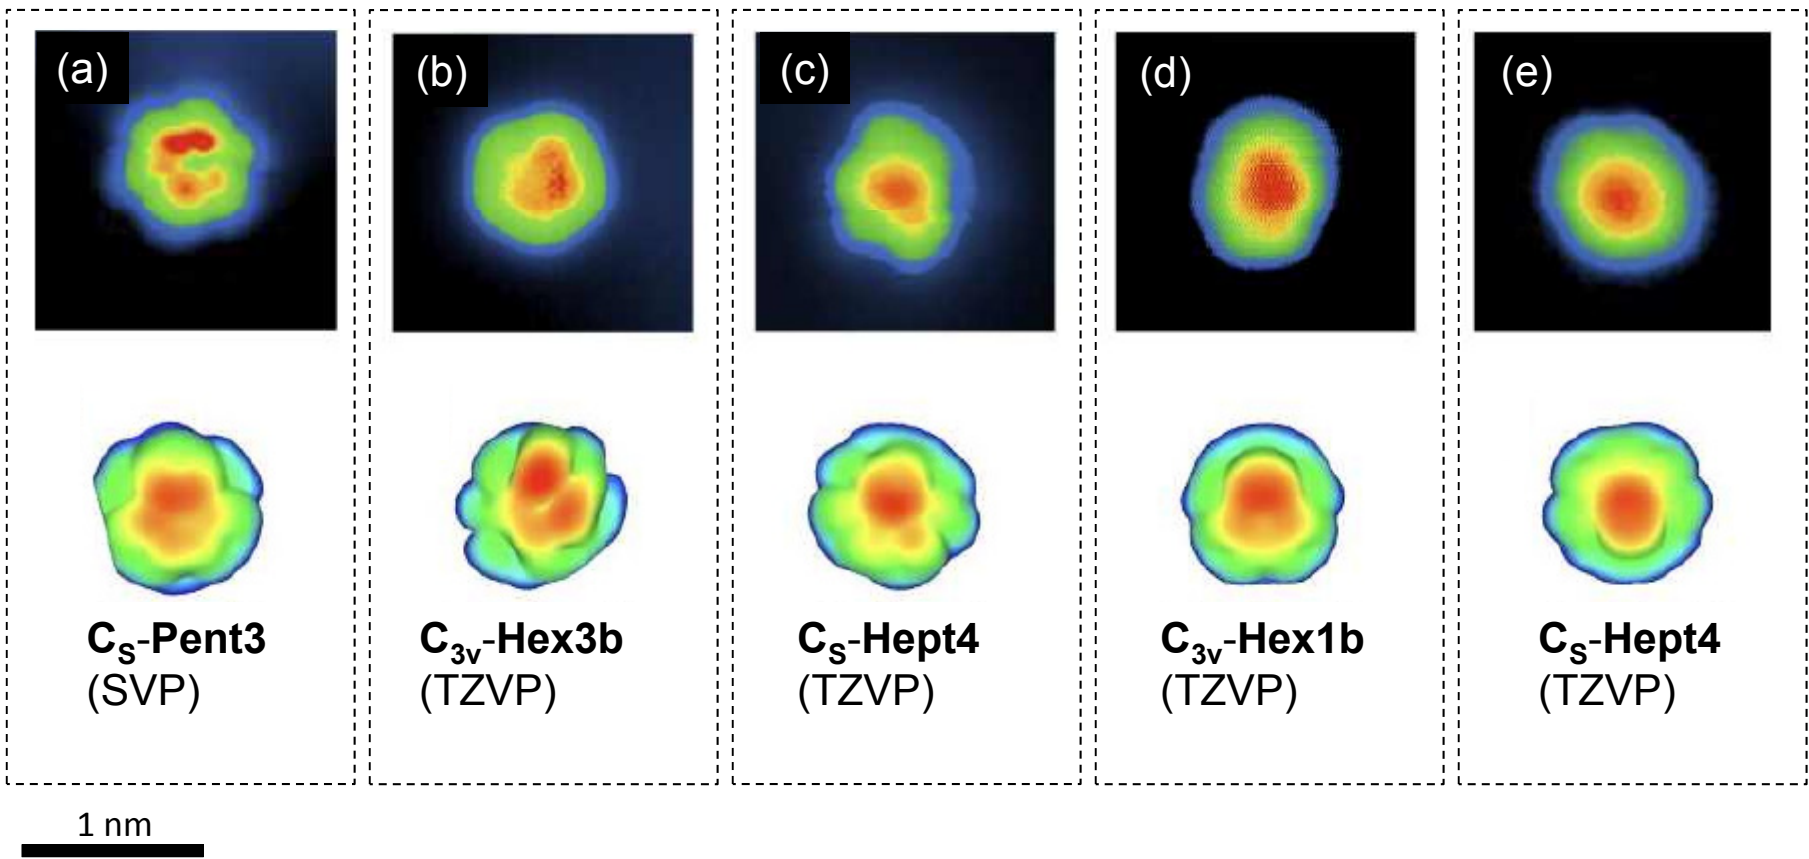 (a)
(b)
(c)
(d)
(e)
CS-Pent3
(SVP)
C3v-Hex3b
(TZVP)
CS-Hept4
(TZVP)
C3v-Hex1b
(TZVP)
CS-Hept4
(TZVP)
1 nm